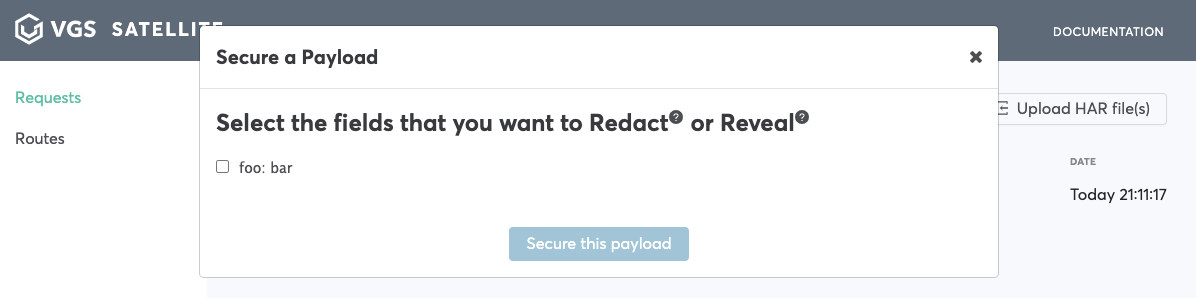 VGS SATELLITE
DOCUMENTATION
Secure a Payload
Requests
Routes
Select the fields that you want to Redact? or Reveal?
foo: bar
Upload HAR file(s)
DATE
Today 21:11:17
Secure this payload